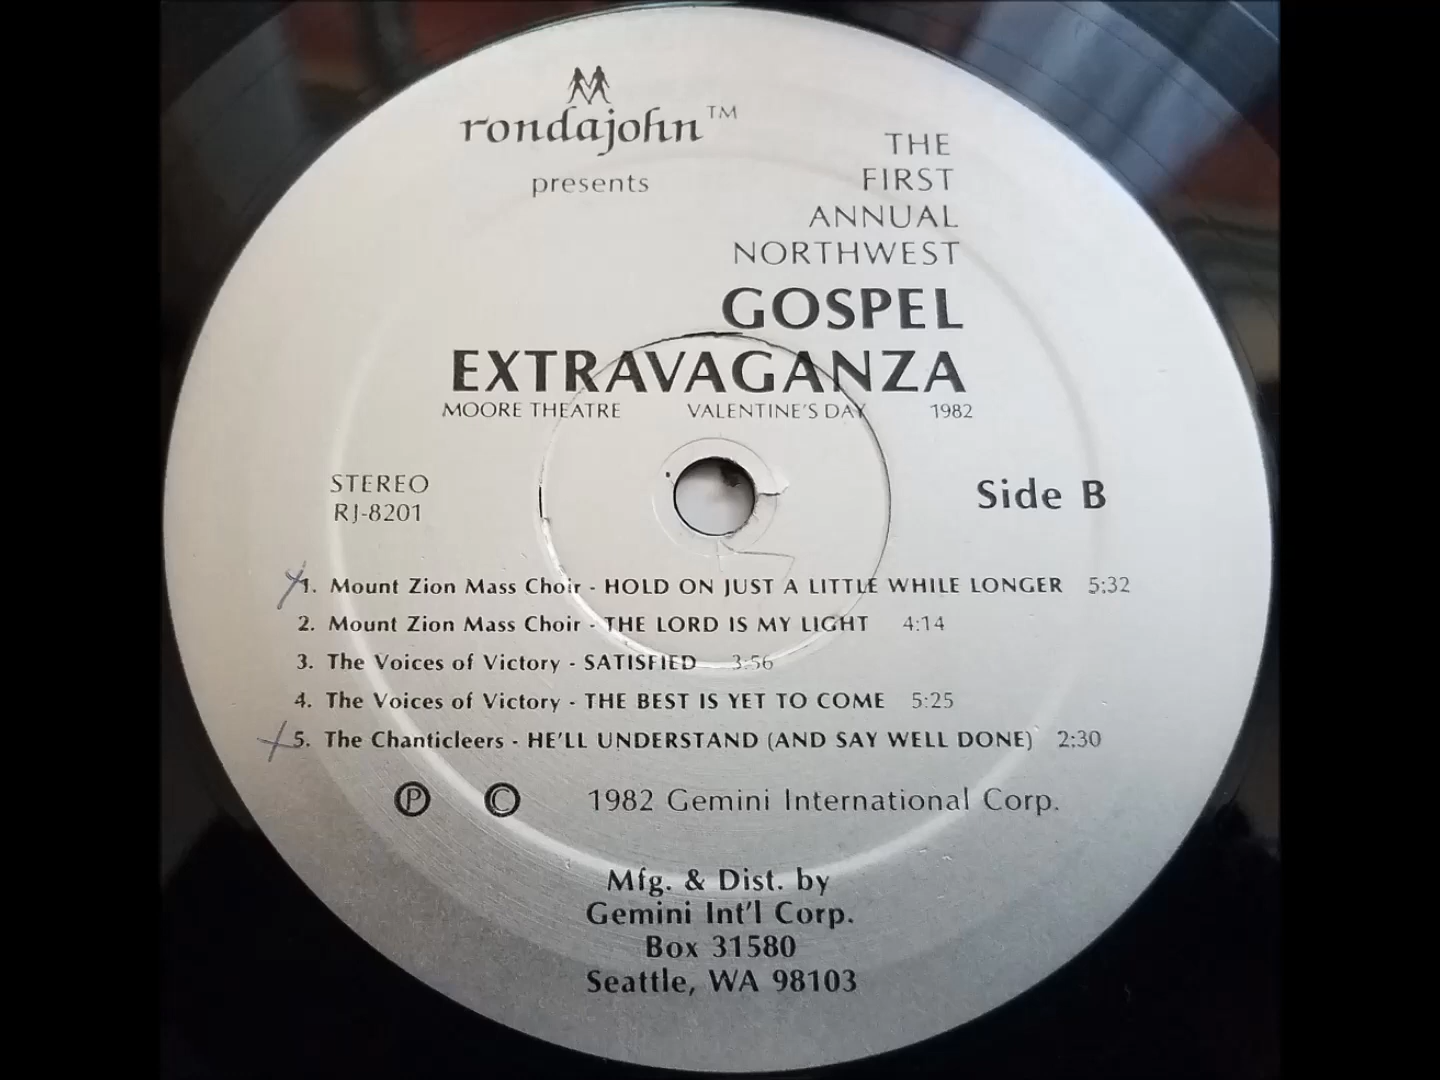 rondajohn™
presents
THE
FIRST
ANNUAL
NORTHWEST
GOSPEL
EXTRAVAGANZA
MOORE THEATRE VALENTINE'S DAY 1982
STEREO
RJ-8201
Side B
1. Mount Zion Mass Choir - HOLD ON JUST A LITTLE WHILE LONGER 5:32
2. Mount Zion Mass Choir - THE LORD IS MY LIGHT 4:14
3. The Voices of Victory - SATISFIED 3:56
4. The Voices of Victory - THE BEST IS YET TO COME 5:25
5. The Chanticleers - HE'LL UNDERSTAND (AND SAY WELL DONE) 2:30
Ⓟ © 1982 Gemini International Corp.
Mfg. & Dist. by
Gemini Int'l Corp.
Box 31580
Seattle, WA 98103